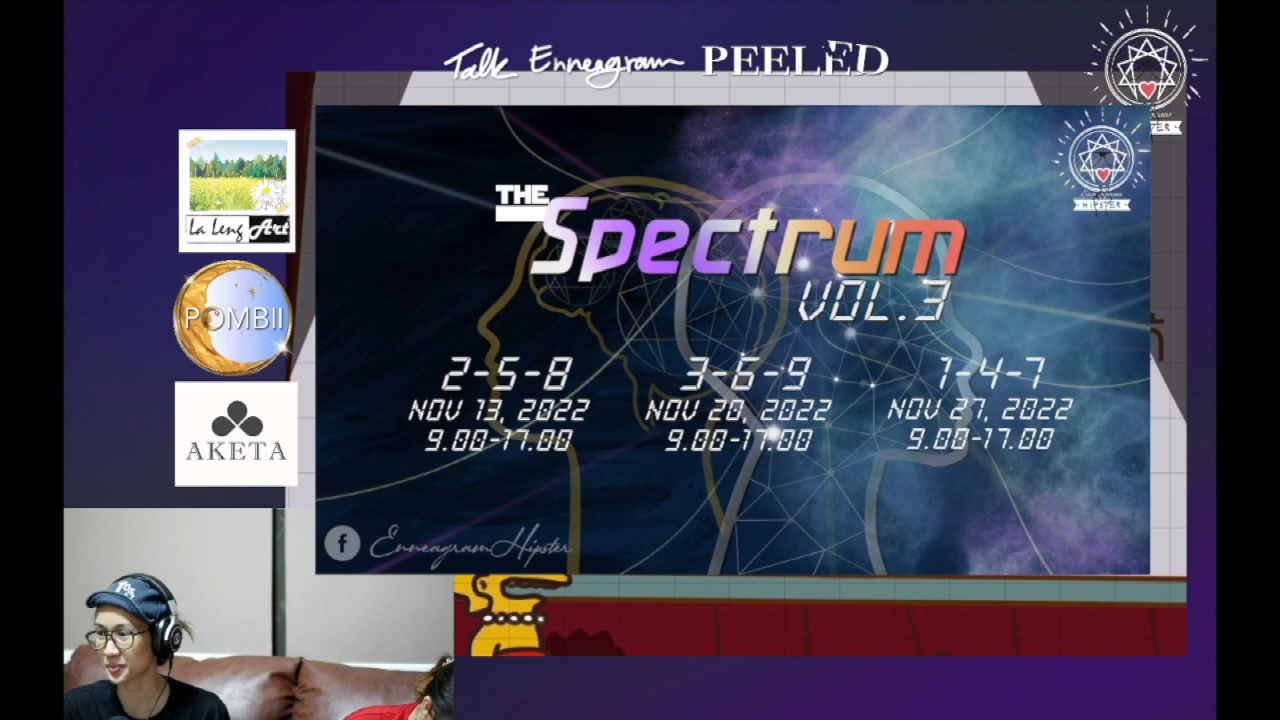 Talk Enneagram PEELED
La Leng Art
POMBII
AKETA
HIPSTER
THE
Spectrum
VOL.3
2-5-8
NOV 13, 2022
9.00-17.00
3-6-9
NOV 20, 2022
9.00-17.00
1-4-7
NOV 27, 2022
9.00-17.00
f EnneagramHipster